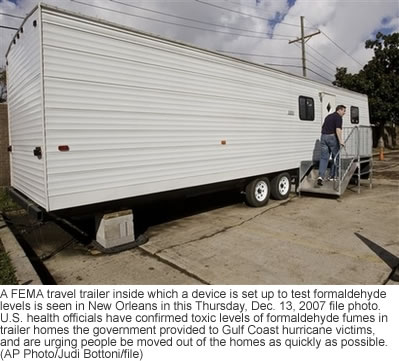 A FEMA travel trailer inside which a device is set up to test formaldehyde
levels is seen in New Orleans in this Thursday, Dec. 13, 2007 file photo.
U.S. health officials have confirmed toxic levels of formaldehyde fumes in
trailer homes the government provided to Gulf Coast hurricane victims,
and are urging people be moved out of the homes as quickly as possible.
(AP Photo/Judi Bottoni/file)